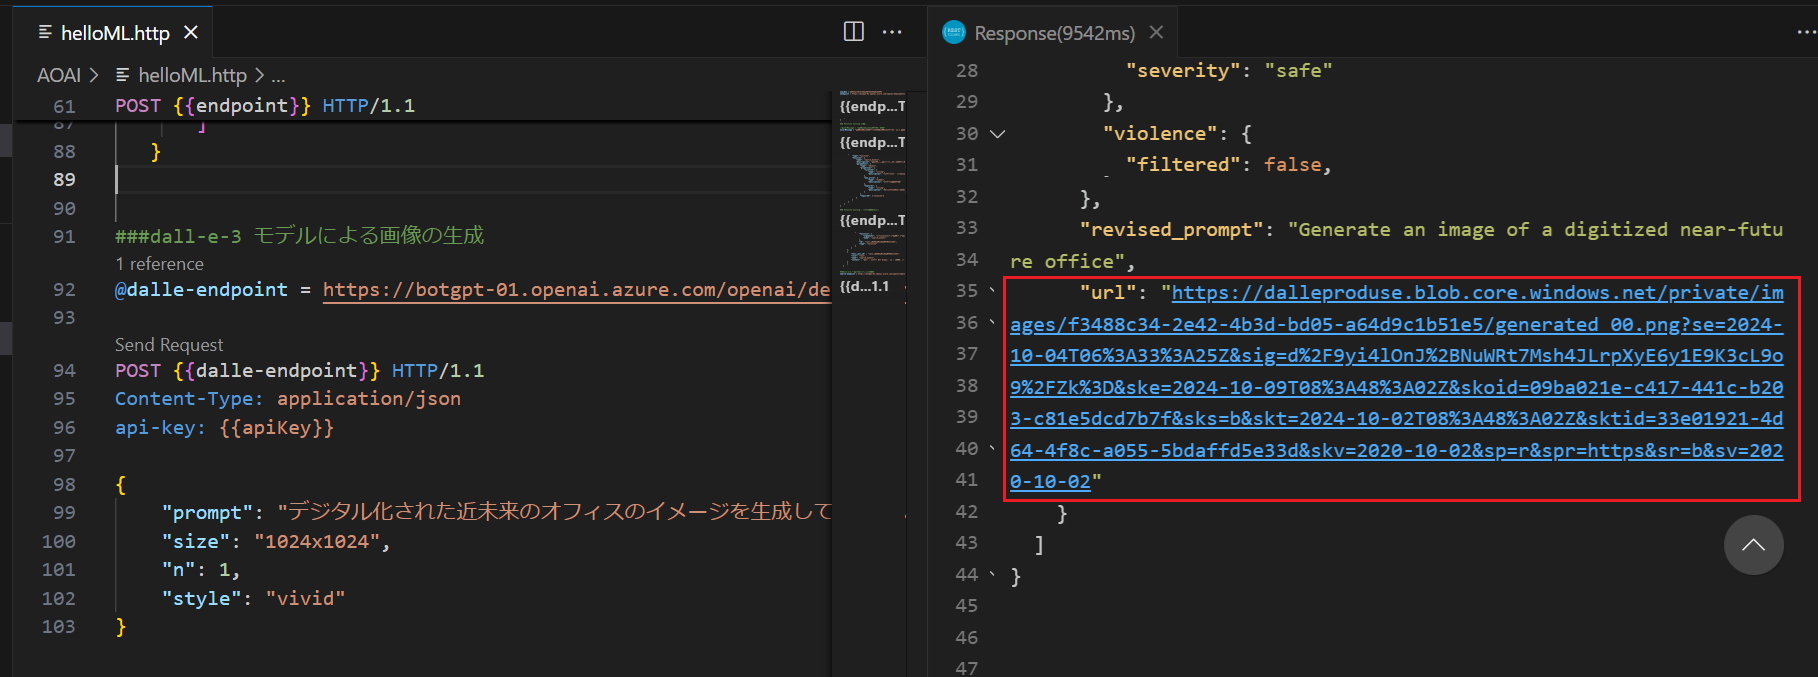 helloML.http
AOAI > helloML.http > ...
61 POST {{endpoint}} HTTP/1.1
87 ]
88 }
89
90
91 ###dall-e-3 モデルによる画像の生成
1 reference
92 @dalle-endpoint = https://botgpt-01.openai.azure.com/openai/de
93
Send Request
94 POST {{dalle-endpoint}} HTTP/1.1
95 Content-Type: application/json
96 api-key: {{apiKey}}
97
98 {
99 "prompt": "デジタル化された近未来のオフィスのイメージを生成して
100 "size": "1024x1024",
101 "n": 1,
102 "style": "vivid"
103 }
{{endp...T
{{endp...T
{{endp...T
{{d...1.1
Response(9542ms)
28 "severity": "safe"
29 },
30 "violence": {
31 "filtered": false,
32 },
33 "revised_prompt": "Generate an image of a digitized near-futu
34 re office",
35 "url": "https://dalleproduse.blob.core.windows.net/private/im
36 ages/f3488c34-2e42-4b3d-bd05-a64d9c1b51e5/generated_00.png?se=2024-
37 10-04T06%3A33%3A25Z&sig=d%2F9yi4lOnJ%2BNuWRt7Msh4JLrpXyE6y1E9K3cL9o
38 9%2FZk%3D&ske=2024-10-09T08%3A48%3A02Z&skoid=09ba021e-c417-441c-b20
39 3-c81e5dcd7b7f&sks=b&skt=2024-10-02T08%3A48%3A02Z&sktid=33e01921-4d
40 64-4f8c-a055-5bdaffd5e33d&skv=2020-10-02&sp=r&spr=https&sr=b&sv=202
41 0-10-02"
42 }
43 ]
44 }
45
46
47